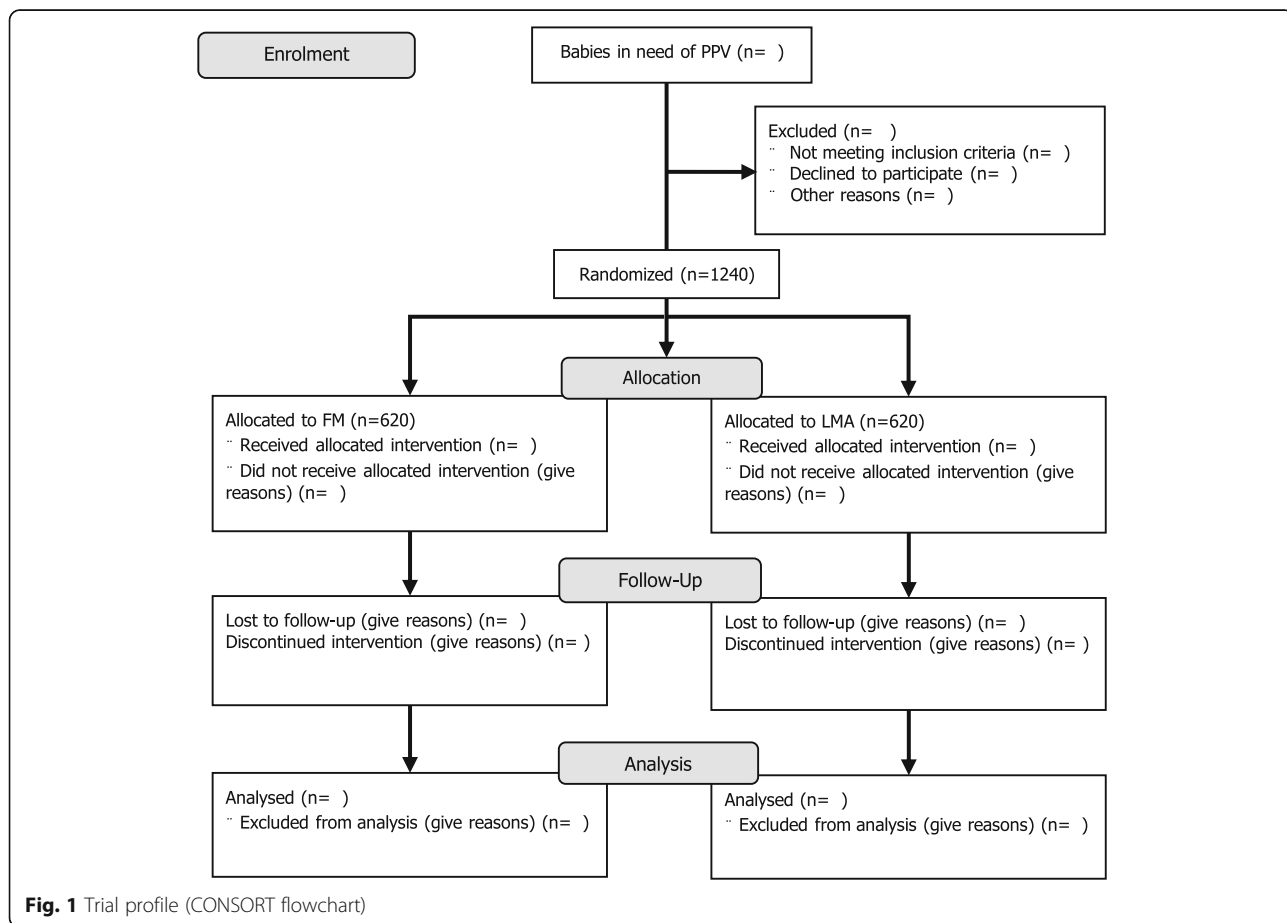 Enrolment
Babies in need of PPV (n=  )
Excluded (n=  )
¨ Not meeting inclusion criteria (n=  )
¨ Declined to participate (n=  )
¨ Other reasons (n=  )
Randomized (n=1240)
Allocation
Allocated to FM (n=620)
¨ Received allocated intervention (n=  )
¨ Did not receive allocated intervention (give
reasons) (n=  )
Allocated to LMA (n=620)
¨ Received allocated intervention (n=  )
¨ Did not receive allocated intervention (give
reasons) (n=  )
Follow-Up
Lost to follow-up (give reasons) (n=  )
Discontinued intervention (give reasons) (n=  )
Lost to follow-up (give reasons) (n=  )
Discontinued intervention (give reasons) (n=  )
Analysis
Analysed (n=  )
¨ Excluded from analysis (give reasons) (n=  )
Analysed (n=  )
¨ Excluded from analysis (give reasons) (n=  )
Fig. 1 Trial profile (CONSORT flowchart)